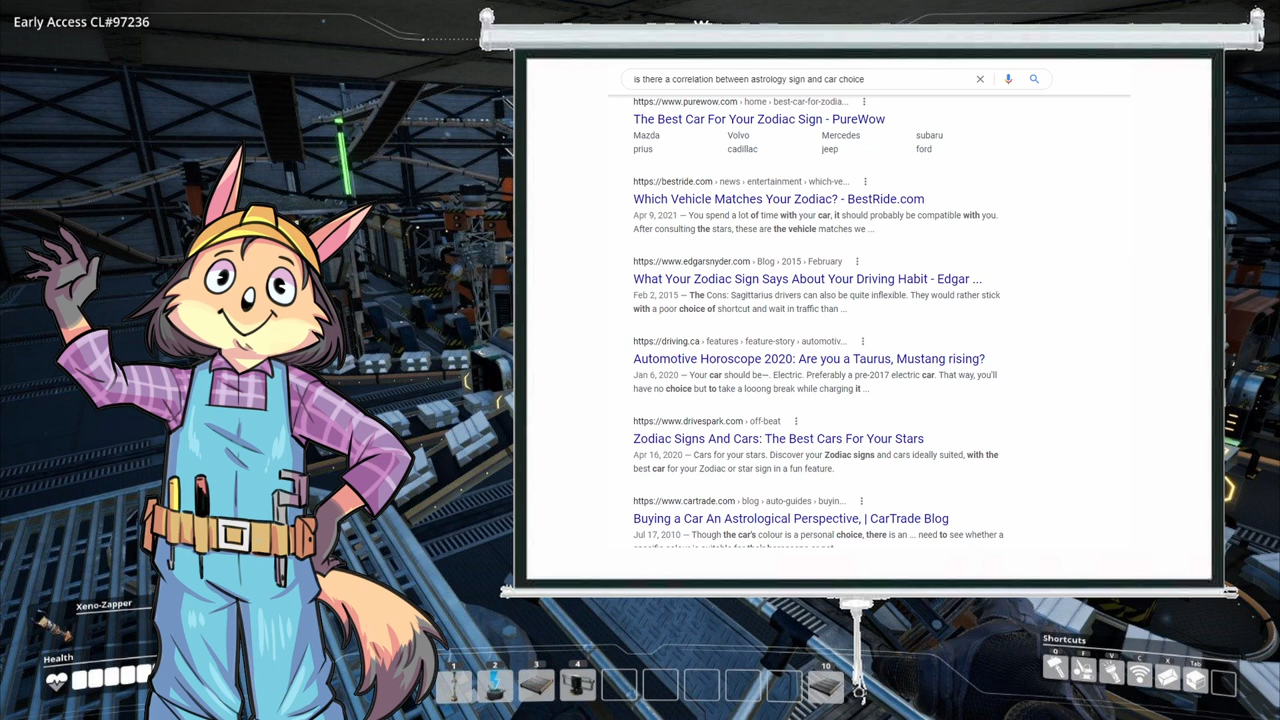 Early Access CL#97236
is there a correlation between astrology sign and car choice
https://www.purewow.com › home › best-car-for-zodia...
The Best Car For Your Zodiac Sign - PureWow
Mazda Volvo Mercedes subaru
prius cadillac jeep ford
https://bestride.com › news › entertainment › which-ve...
Which Vehicle Matches Your Zodiac? - BestRide.com
Apr 9, 2021 — You spend a lot of time with your car, it should probably be compatible with you.
After consulting the stars, these are the vehicle matches we ...
https://www.edgarsnyder.com › Blog › 2015 › February
What Your Zodiac Sign Says About Your Driving Habit - Edgar ...
Feb 2, 2015 — The Cons: Sagittarius drivers can also be quite inflexible. They would rather stick
with a poor choice of shortcut and wait in traffic than ...
https://driving.ca › features › feature-story › automotiv...
Automotive Horoscope 2020: Are you a Taurus, Mustang rising?
Jan 6, 2020 — Your car should be—. Electric. Preferably a pre-2017 electric car. That way, you'll
have no choice but to take a looong break while charging it ...
https://www.drivespark.com › off-beat
Zodiac Signs And Cars: The Best Cars For Your Stars
Apr 16, 2020 — Cars for your stars. Discover your Zodiac signs and cars ideally suited, with the
best car for your Zodiac or star sign in a fun feature.
https://www.cartrade.com › blog › auto-guides › buyin...
Buying a Car An Astrological Perspective, | CarTrade Blog
Jul 17, 2010 — Though the car's colour is a personal choice, there is an ... need to see whether a
Xeno-Zapper
Health
1 2 3 4 10
Shortcuts
Q F V C X Tab